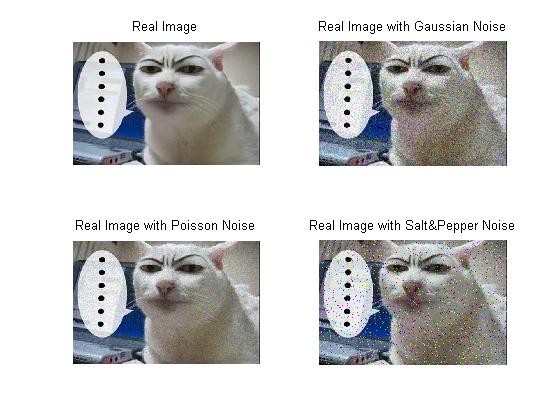 Real Image
Real Image with Gaussian Noise
Real Image with Poisson Noise
Real Image with Salt&Pepper Noise